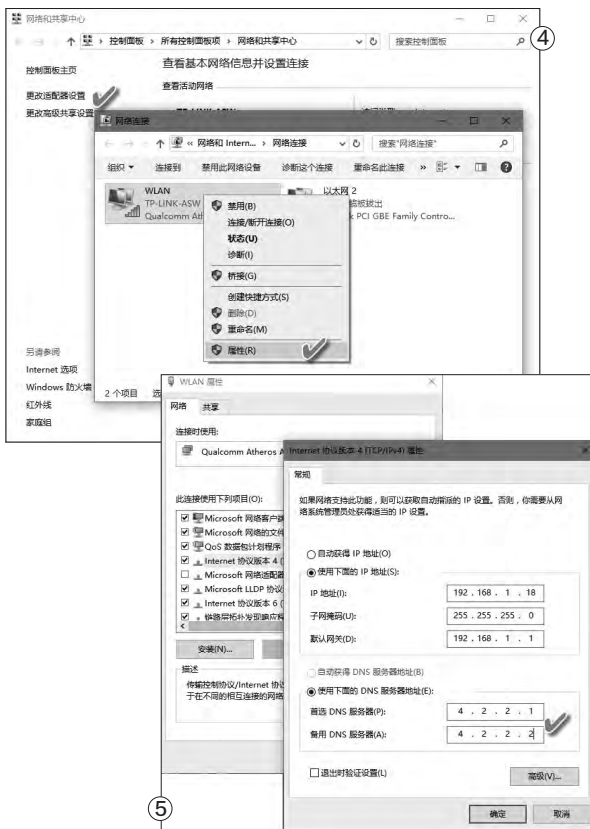 网络和共享中心
控制面板 › 所有控制面板项 › 网络和共享中心
搜索控制面板
④
控制面板主页
查看基本网络信息并设置连接
查看活动网络
更改适配器设置
更改高级共享设置
网络连接
« 网络和 Intern... › 网络连接
搜索"网络连接"
组织 连接到 禁用此网络设备 诊断这个连接 重命名此连接 »
WLAN
TP-LINK-ASW
Qualcomm Ath
以太网 2
PCI GBE Family Contro...
禁用(B)
连接/断开连接(O)
状态(U)
诊断(I)
桥接(G)
创建快捷方式(S)
删除(D)
重命名(M)
属性(R)
2 个项目
另请参阅
Internet 选项
Windows 防火墙
红外线
家庭组
WLAN 属性
网络 共享
连接时使用:
Qualcomm Atheros A
此连接使用下列项目(O):
Microsoft 网络客户端
Microsoft 网络的文件
QoS 数据包计划程序
Internet 协议版本 4 (
Microsoft 网络适配器
Microsoft LLDP 协议
Internet 协议版本 6 (
链路层拓扑发现响应程
安装(N)...
描述
传输控制协议/Internet 协
于在不同的相互连接的网络
Internet 协议版本 4 (TCP/IPv4) 属性
常规
如果网络支持此功能，则可以获取自动指派的 IP 设置。否则，你需要从网
络系统管理员处获得适当的 IP 设置。
自动获得 IP 地址(O)
使用下面的 IP 地址(S):
IP 地址(I): 192 . 168 . 1 . 18
子网掩码(U): 255 . 255 . 255 . 0
默认网关(D): 192 . 168 . 1 . 1
自动获得 DNS 服务器地址(B)
使用下面的 DNS 服务器地址(E):
首选 DNS 服务器(P): 4 . 2 . 2 . 1
备用 DNS 服务器(A): 4 . 2 . 2 . 2
退出时验证设置(L)
高级(V)...
确定 取消
⑤